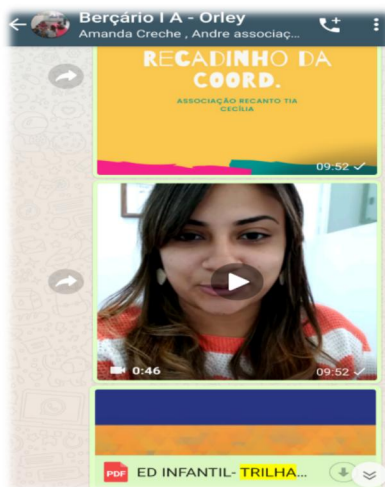 Berçário I A - Orley
Amanda Creche , Andre associaç...
RECADINHO DA
COORD.
ASSOCIAÇÃO RECANTO TIA
CECÍLIA
09:52
0:46
09:52
PDF
ED INFANTIL- TRILHA...